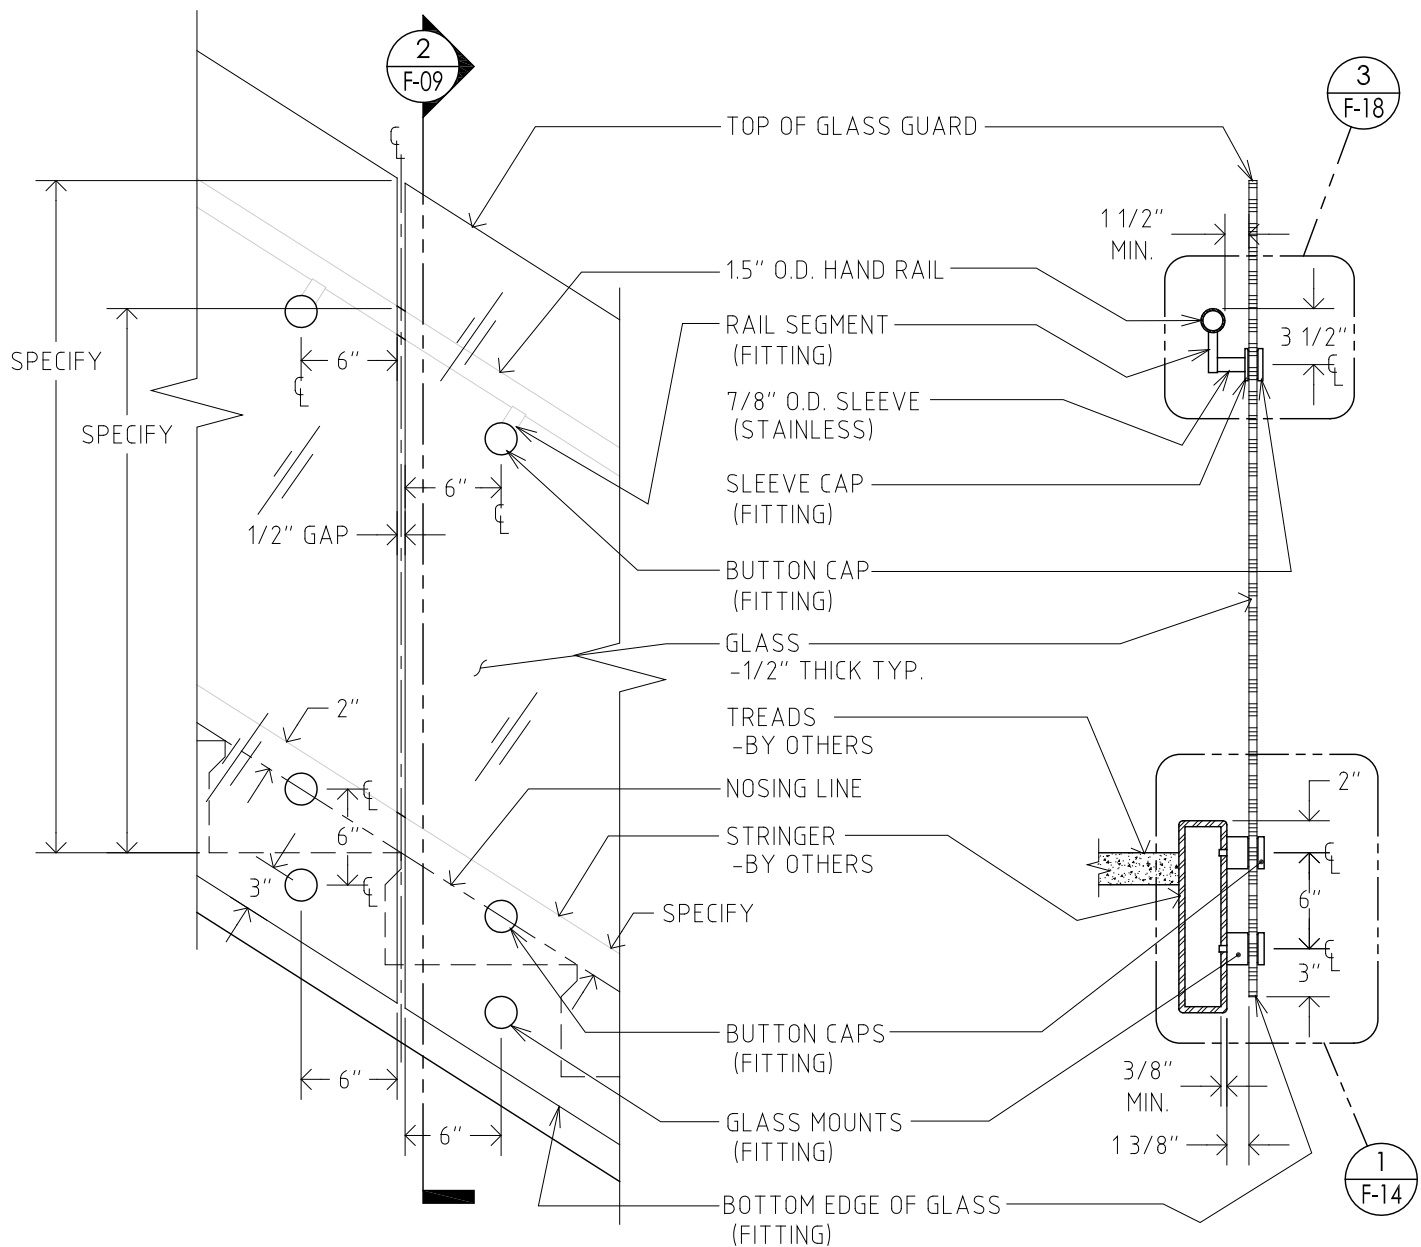 2
F-09
3
F-18
℄
TOP OF GLASS GUARD
1 1/2"
MIN.
1.5" O.D. HAND RAIL
RAIL SEGMENT
(FITTING)
3 1/2"
℄
SPECIFY
6"
℄
7/8" O.D. SLEEVE
(STAINLESS)
SPECIFY
SLEEVE CAP
(FITTING)
6"
℄
1/2" GAP
BUTTON CAP
(FITTING)
GLASS
-1/2" THICK TYP.
2"
TREADS
-BY OTHERS
NOSING LINE
2"
℄
6"
℄
3"
STRINGER
-BY OTHERS
℄
6"
℄
3"
SPECIFY
BUTTON CAPS
(FITTING)
6"
3/8"
MIN.
6"
GLASS MOUNTS
(FITTING)
1 3/8"
1
F-14
BOTTOM EDGE OF GLASS
(FITTING)